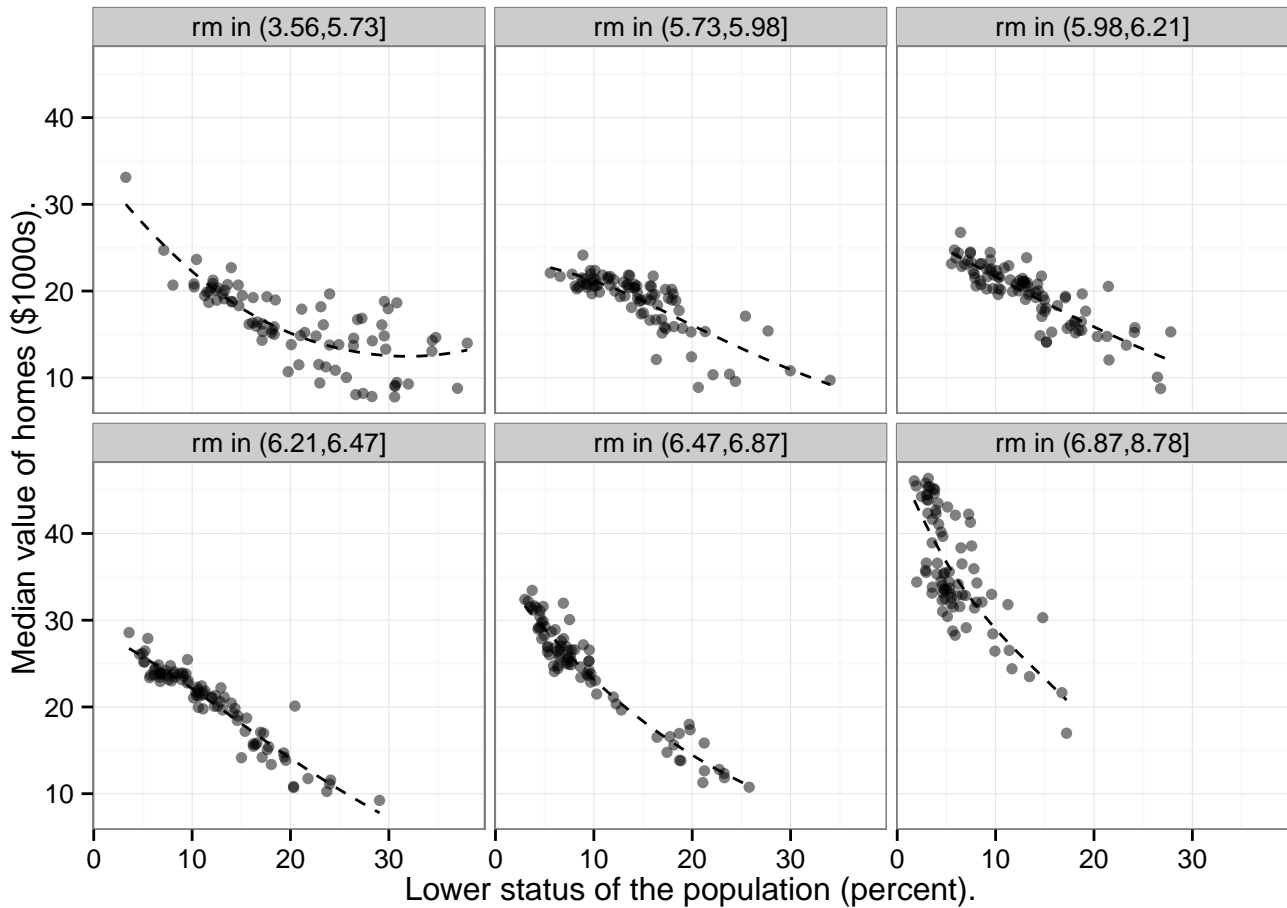 rm in (3.56,5.73] rm in (5.73,5.98] rm in (5.98,6.21]
40
30
20
10
Median value of homes ($1000s).
rm in (6.21,6.47] rm in (6.47,6.87] rm in (6.87,8.78]
40
30
20
10
0 10 20 30 0 10 20 30 0 10 20 30
Lower status of the population (percent).